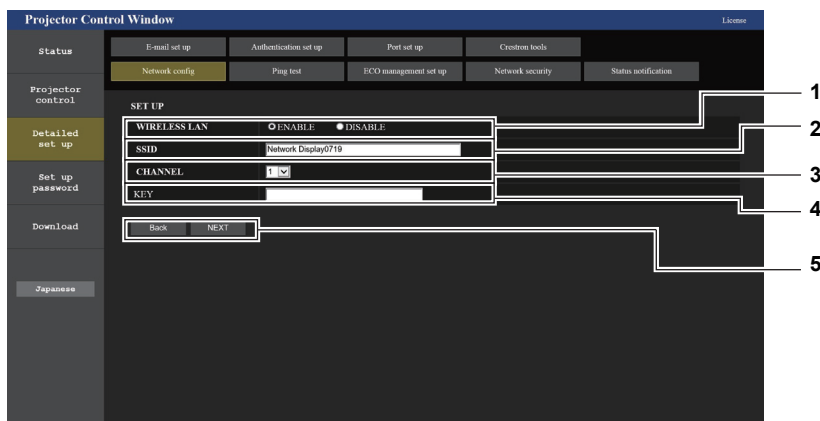 Projector Control Window
License
Status
E-mail set up
Authentication set up
Port set up
Crestron tools
Network config
Ping test
ECO management set up
Network security
Status notification
Projector
control
Detailed
set up
Set up
password
Download
Japanese
SET UP
WIRELESS LAN ENABLE DISABLE
SSID Network Display0719
CHANNEL 1
KEY
Back NEXT
1
2
3
4
5